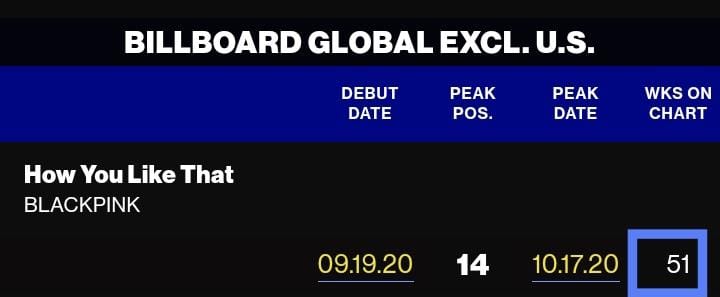 BILLBOARD GLOBAL EXCL. U.S.
DEBUT DATE PEAK POS. PEAK DATE WKS ON CHART
How You Like That
BLACKPINK
09.19.20 14 10.17.20 51